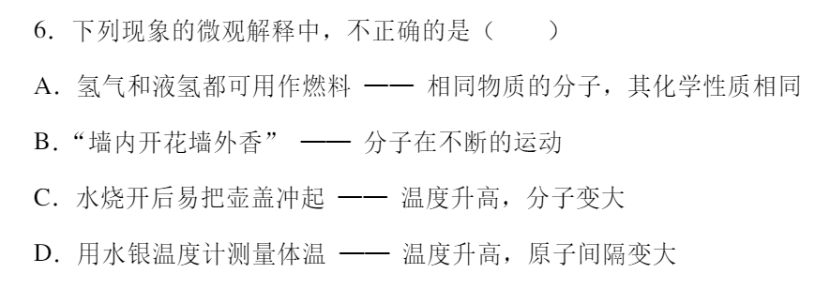 6．下列现象的微观解释中，不正确的是（　　）
A．氢气和液氢都可用作燃料 —— 相同物质的分子，其化学性质相同
B．“墙内开花墙外香” —— 分子在不断的运动
C．水烧开后易把壶盖冲起 —— 温度升高，分子变大
D．用水银温度计测量体温 —— 温度升高，原子间隔变大